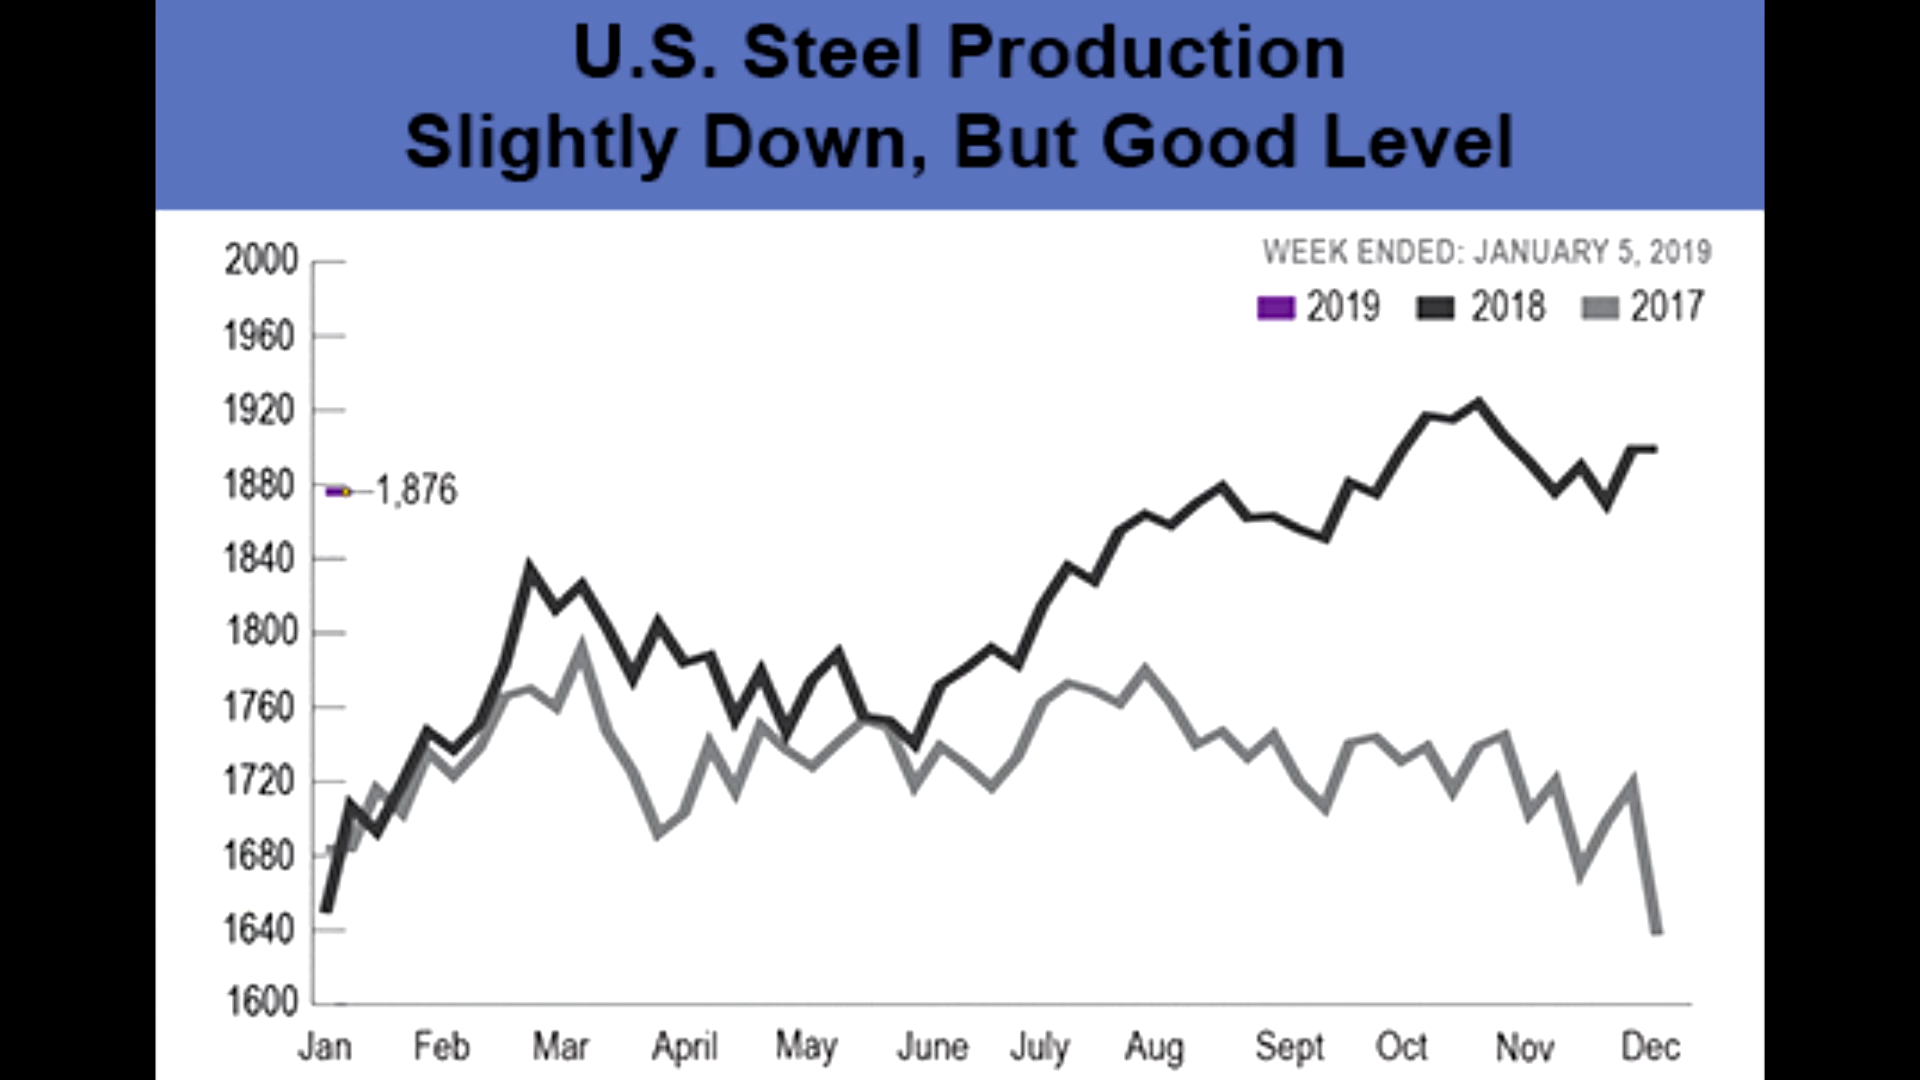 U.S. Steel Production
Slightly Down, But Good Level
WEEK ENDED: JANUARY 5, 2019
2019 2018 2017
2000
1960
1920
1880
1,876
1840
1800
1760
1720
1680
1640
1600
Jan Feb Mar April May June July Aug Sept Oct Nov Dec